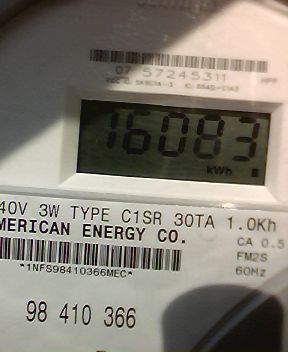 07 57245311
16083
kWh
40V 3W TYPE C1SR 30TA 1.0Kh
MERICAN ENERGY CO.
CA 0.5
FM2S
*1NFS98410366MEC*
60Hz
98 410 366